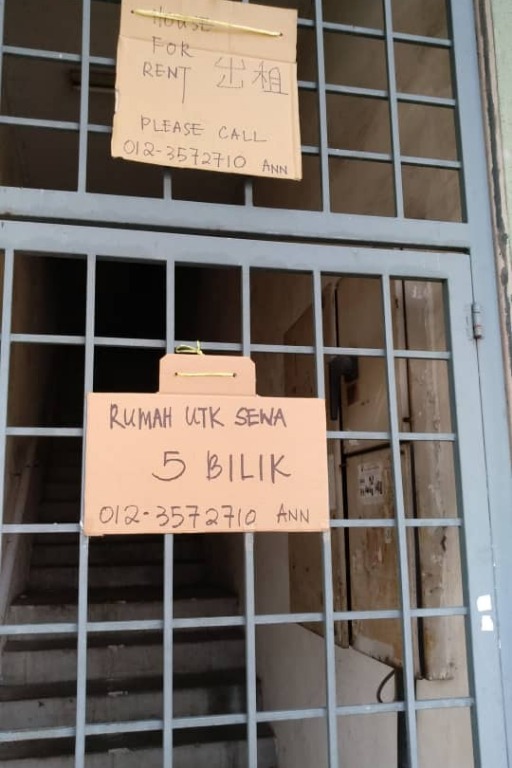 HOUSE
FOR
RENT 出租
PLEASE CALL
012-3572710 ANN
RUMAH UTK SEWA
5 BILIK
012-3572710 ANN